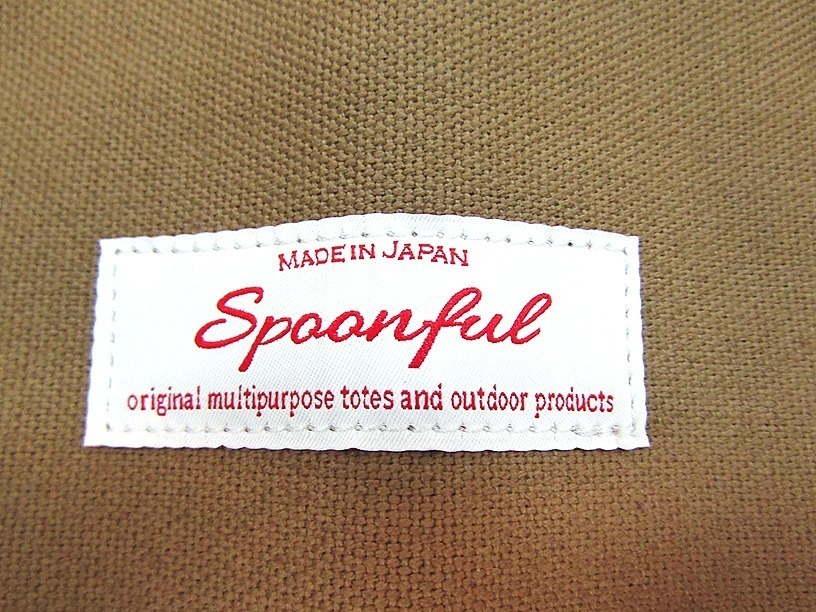 MADE IN JAPAN
Spoonful
original multipurpose totes and outdoor products